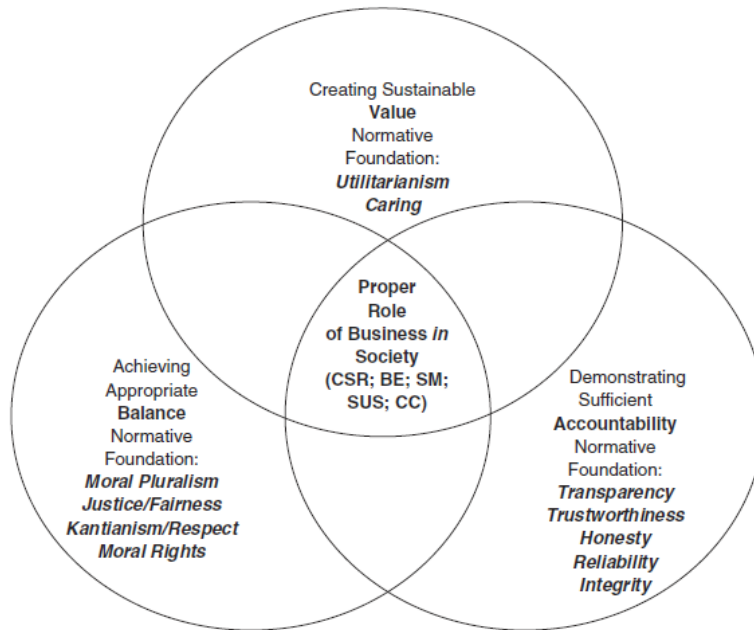 Creating Sustainable
Value
Normative
Foundation:
Utilitarianism
Caring
Proper
Role
of Business in
Society
(CSR; BE; SM;
SUS; CC)
Achieving
Appropriate
Balance
Normative
Foundation:
Moral Pluralism
Justice/Fairness
Kantianism/Respect
Moral Rights
Demonstrating
Sufficient
Accountability
Normative
Foundation:
Transparency
Trustworthiness
Honesty
Reliability
Integrity